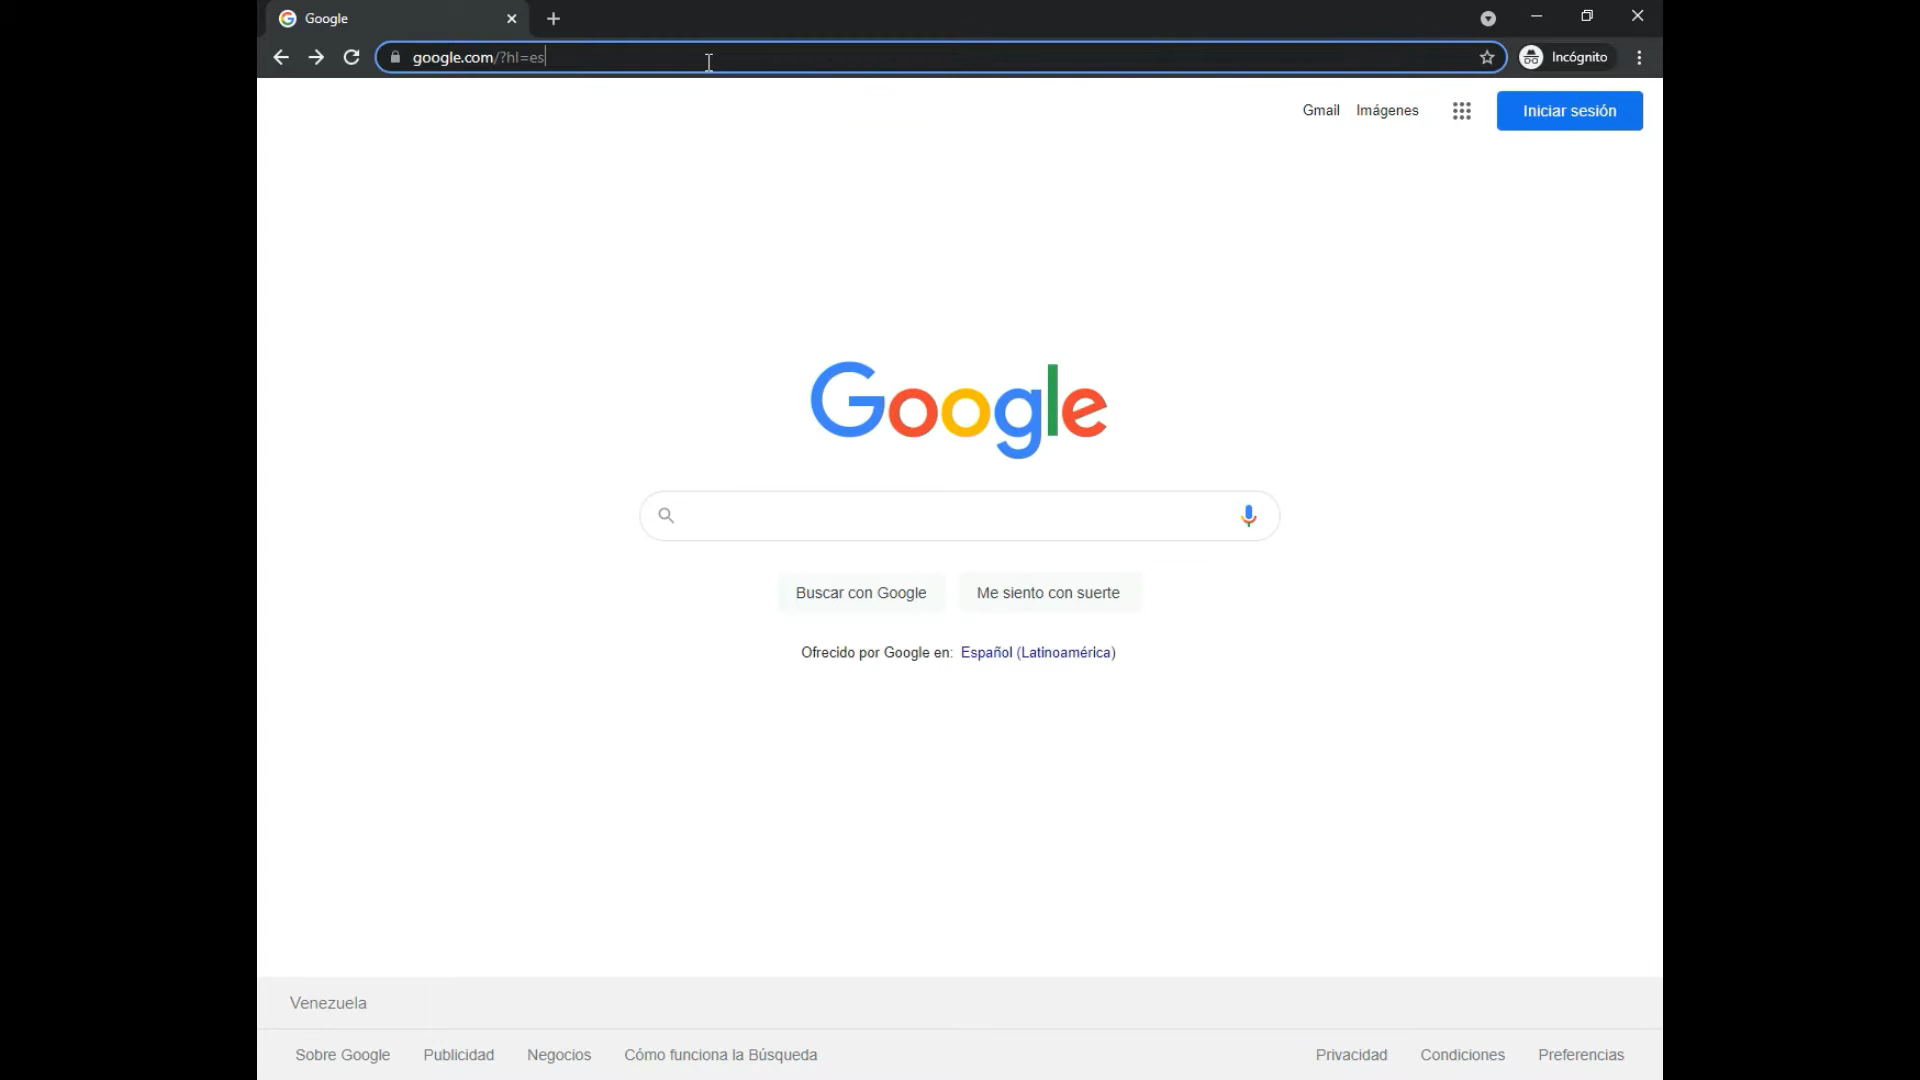 Google
google.com/?hl=es
Incógnito
Gmail Imágenes
Iniciar sesión
Google
Buscar con Google Me siento con suerte
Ofrecido por Google en: Español (Latinoamérica)
Venezuela
Sobre Google Publicidad Negocios Cómo funciona la Búsqueda Privacidad Condiciones Preferencias